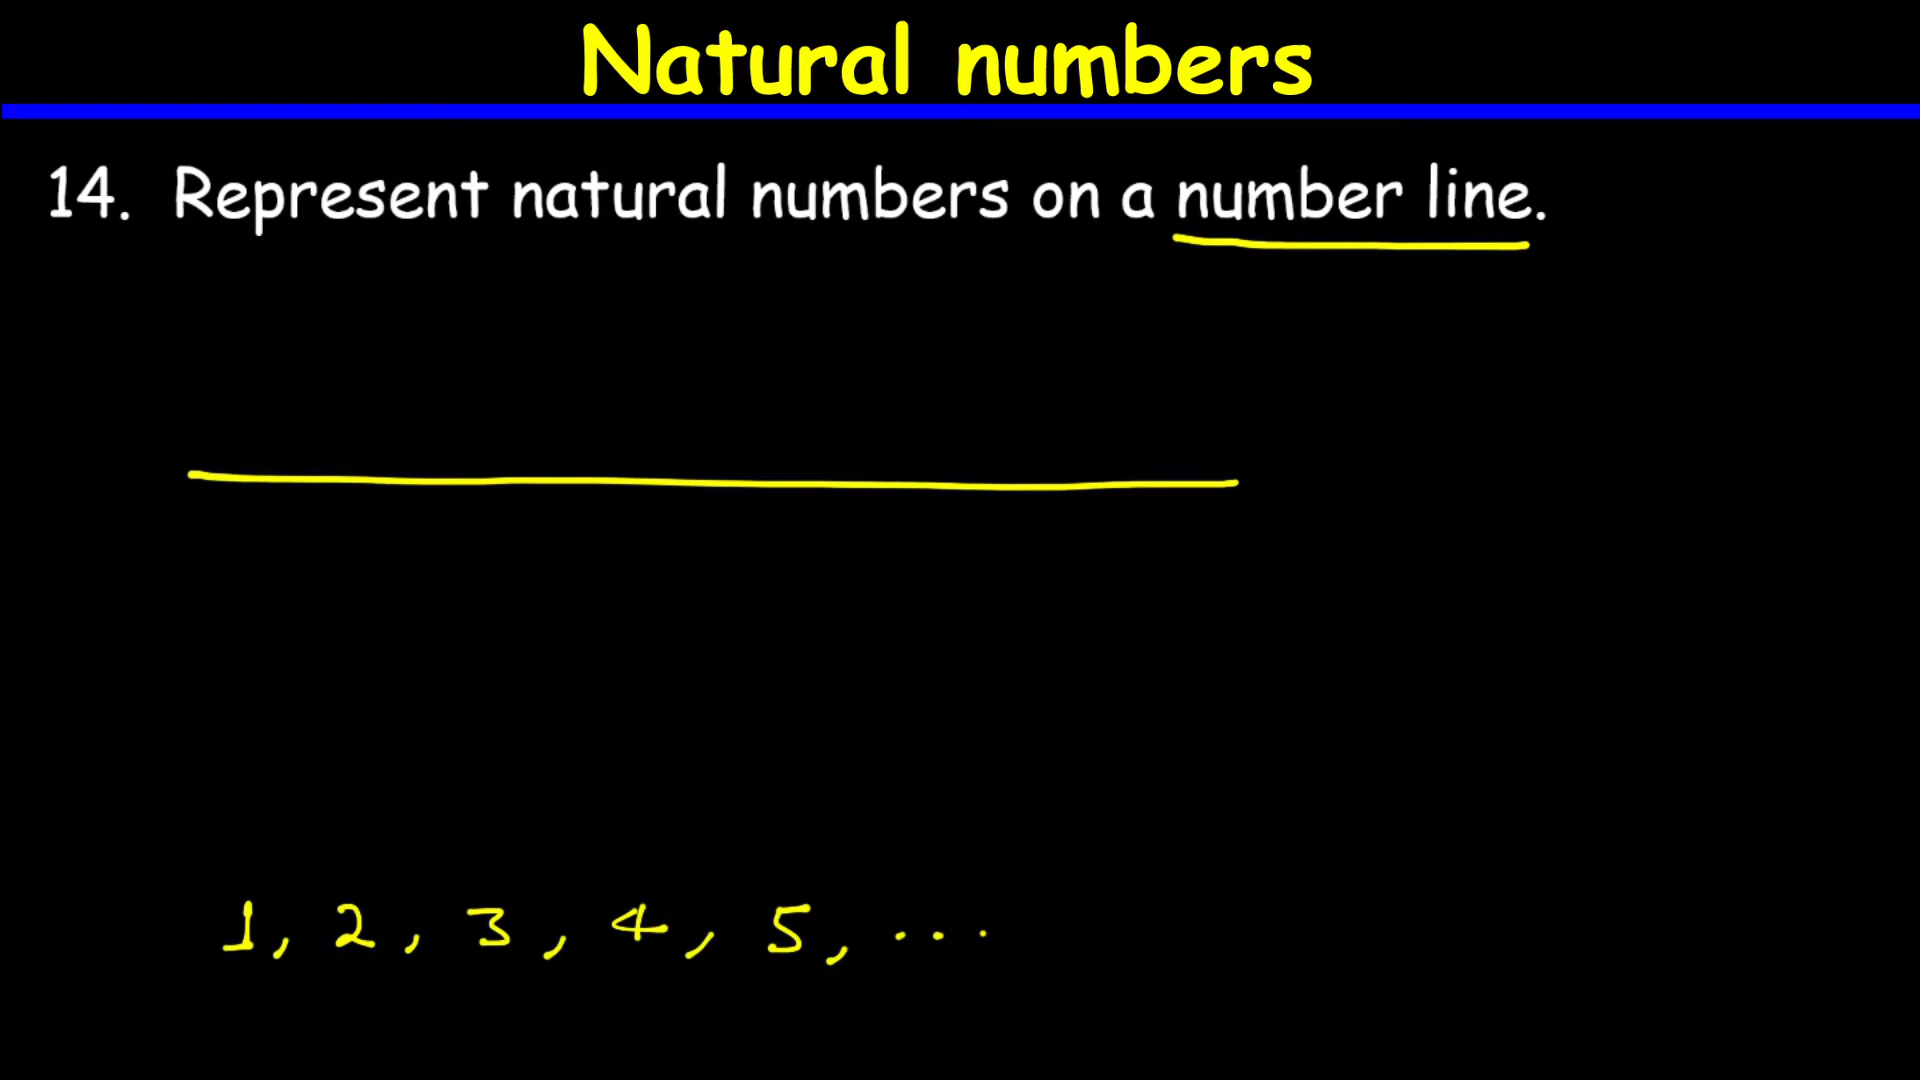 Natural numbers
14. Represent natural numbers on a number line.
1, 2, 3, 4, 5, ...